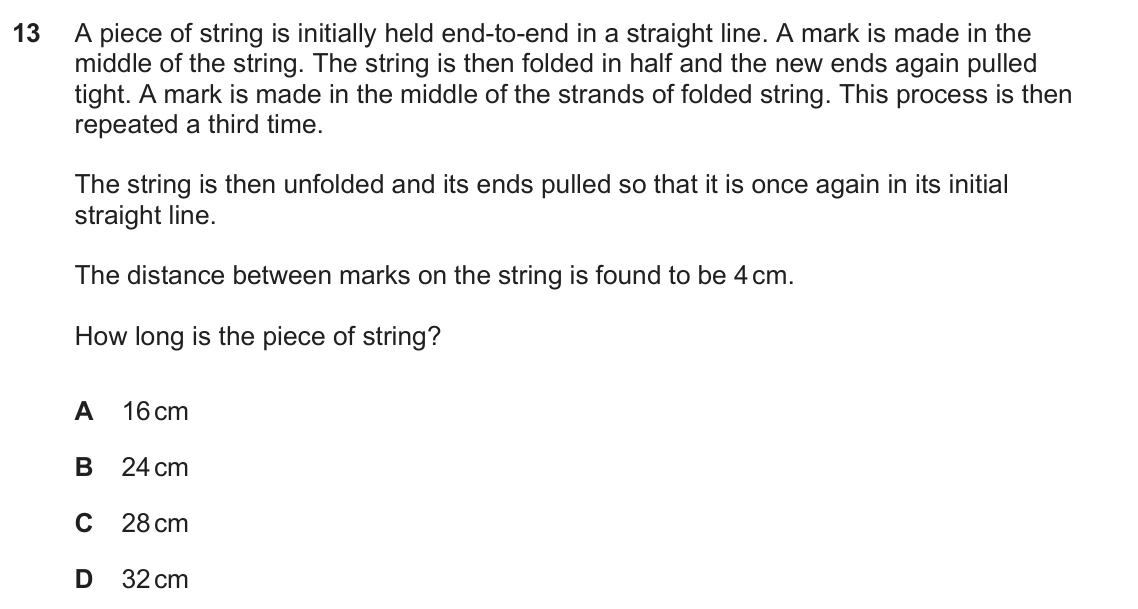 13 A piece of string is initially held end-to-end in a straight line. A mark is made in the
middle of the string. The string is then folded in half and the new ends again pulled
tight. A mark is made in the middle of the strands of folded string. This process is then
repeated a third time.
The string is then unfolded and its ends pulled so that it is once again in its initial
straight line.
The distance between marks on the string is found to be 4 cm.
How long is the piece of string?
A 16 cm
B 24 cm
C 28 cm
D 32 cm